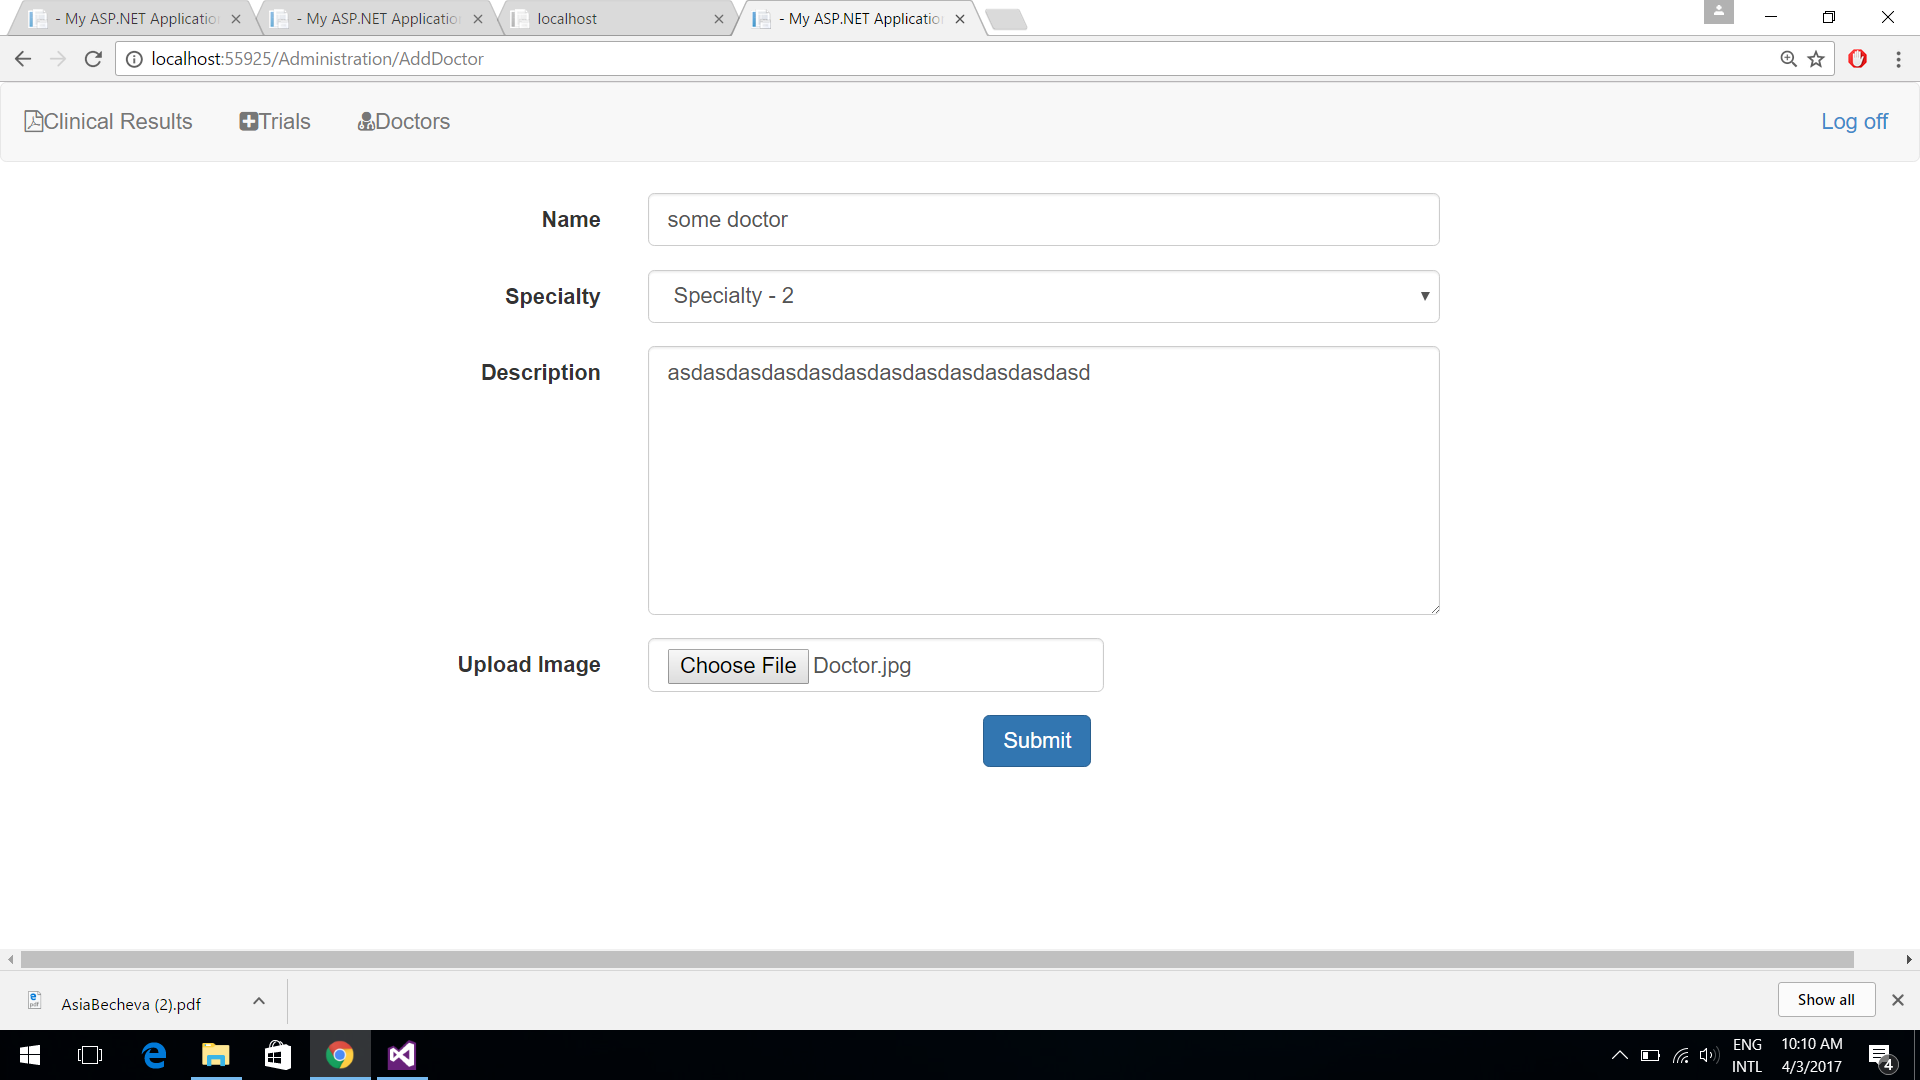 - My ASP.NET Applicatio
- My ASP.NET Applicatio
localhost
- My ASP.NET Applicatio
localhost:55925/Administration/AddDoctor
Clinical Results
Trials
Doctors
Log off
Name
some doctor
Specialty
Specialty - 2
Description
asdasdasdasdasdasdasdasdasdasdasdasd
Upload Image
Choose File Doctor.jpg
Submit
AsiaBecheva (2).pdf
Show all
ENG
INTL
10:10 AM
4/3/2017
4